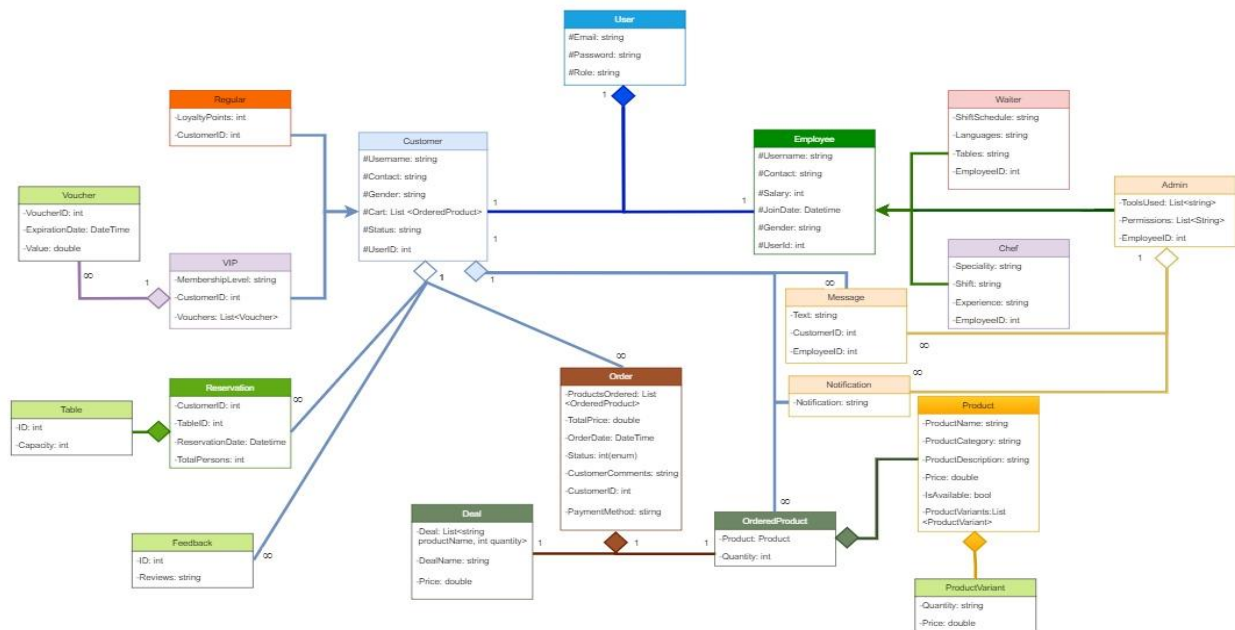 User
#Email: string
#Password: string
#Role: string
1
Regular
-LoyaltyPoints: int
-CustomerID: int
Customer
#Username: string
#Contact: string
#Gender: string
#Cart: List <OrderedProduct>
#Status: string
#UserID: int
1
1
1
1
1
Employee
#Username: string
#Contact: string
#Salary: int
#JoinDate: Datetime
#Gender: string
#UserId: int
1
Waiter
-ShiftSchedule: string
-Languages: string
-Tables: string
-EmployeeID: int
Admin
-ToolsUsed: List<string>
-Permissions: List<String>
-EmployeeID: int
1
Voucher
-VoucherID: int
-ExpirationDate: DateTime
-Value: double
∞
1
VIP
-MembershipLevel: string
-CustomerID: int
-Vouchers: List<Voucher>
Chef
-Speciality: string
-Shift: string
-Experience: string
-EmployeeID: int
∞
Message
-Text: string
-CustomerID: int
-EmployeeID: int
∞
∞
Notification
-Notification: string
Reservation
-CustomerID: int
-TableID: int
-ReservationDate: Datetime
-TotalPersons: int
∞
Table
-ID: int
-Capacity: int
∞
Order
-ProductsOrdered: List
<OrderedProduct>
-TotalPrice: double
-OrderDate: DateTime
-Status: int(enum)
-CustomerComments: string
-CustomerID: int
-PaymentMethod: stirng
Product
-ProductName: string
-ProductCategory: string
-ProductDescription: string
-Price: double
-IsAvailable: bool
-ProductVariants:List
<ProductVariant>
Feedback
-ID: int
-Reviews: string
∞
Deal
-Deal: List<string
productName, int quantity>
-DealName: string
-Price: double
1
1
1
1
∞
OrderedProduct
-Product: Product
-Quantity: int
ProductVariant
-Quantity: string
-Price: double